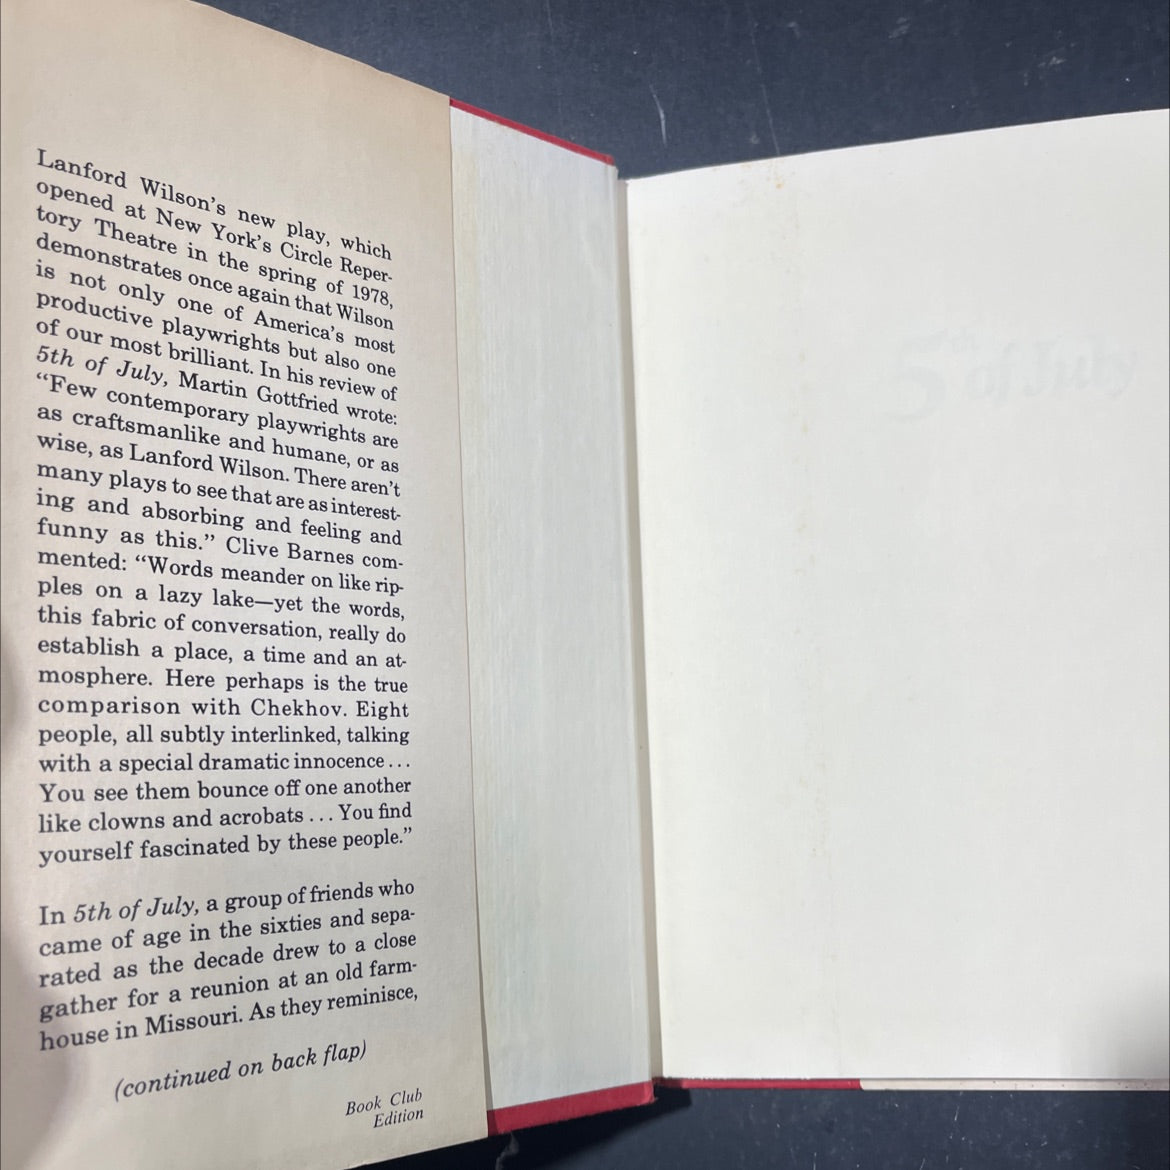 Lanford Wilson's new play, which
opened at New York's Circle Reper-
tory Theatre in the spring of 1978,
demonstrates once again that Wilson
is not only one of America's most
productive playwrights but also one
of our most brilliant. In his review of
5th of July, Martin Gottfried wrote:
“Few contemporary playwrights are
as craftsmanlike and humane, or as
wise, as Lanford Wilson. There aren't
many plays to see that are as interest-
ing and absorbing and feeling and
funny as this.” Clive Barnes com-
mented: “Words meander on like rip-
ples on a lazy lake—yet the words,
this fabric of conversation, really do
establish a place, a time and an at-
mosphere. Here perhaps is the true
comparison with Chekhov. Eight
people, all subtly interlinked, talking
with a special dramatic innocence...
You see them bounce off one another
like clowns and acrobats... You find
yourself fascinated by these people.”
In 5th of July, a group of friends who
came of age in the sixties and sepa-
rated as the decade drew to a close
gather for a reunion at an old farm-
house in Missouri. As they reminisce,
(continued on back flap)
Book Club
Edition
5th of July